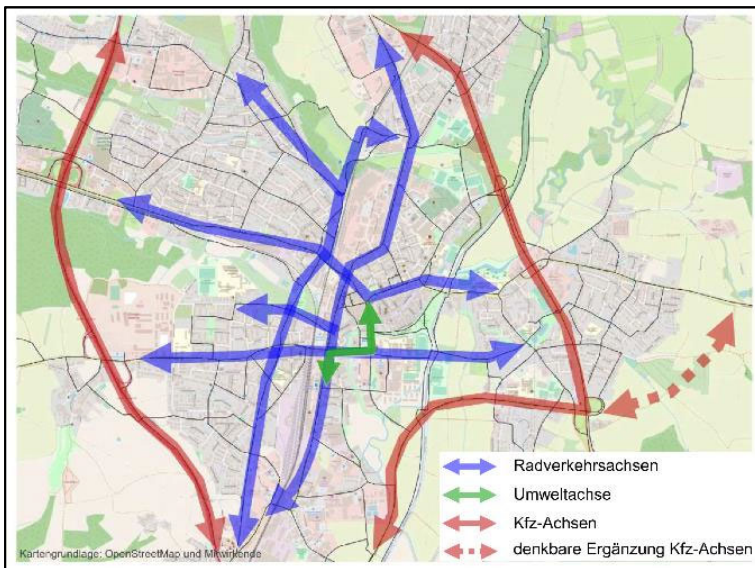 Radverkehrsachsen
Umweltachse
Kfz-Achsen
denkbare Ergänzung Kfz-Achsen
Kartengrundlage: OpenStreetMap und Mitwirkende